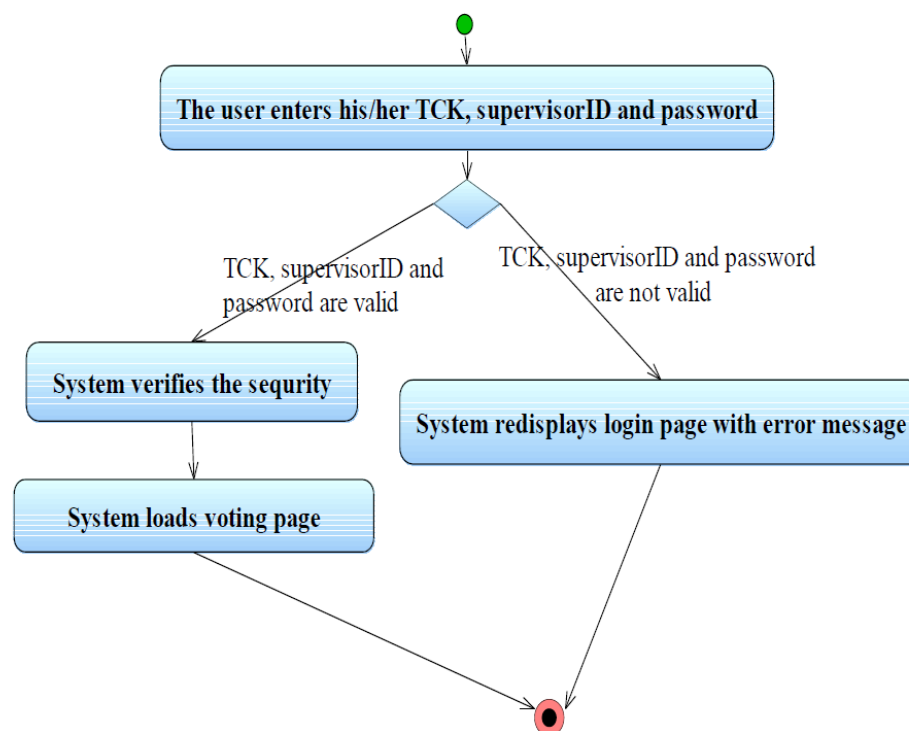 The user enters his/her TCK, supervisorID and password
TCK, supervisorID and
password are valid
TCK, supervisorID and password
are not valid
System verifies the sequrity
System redisplays login page with error message
System loads voting page